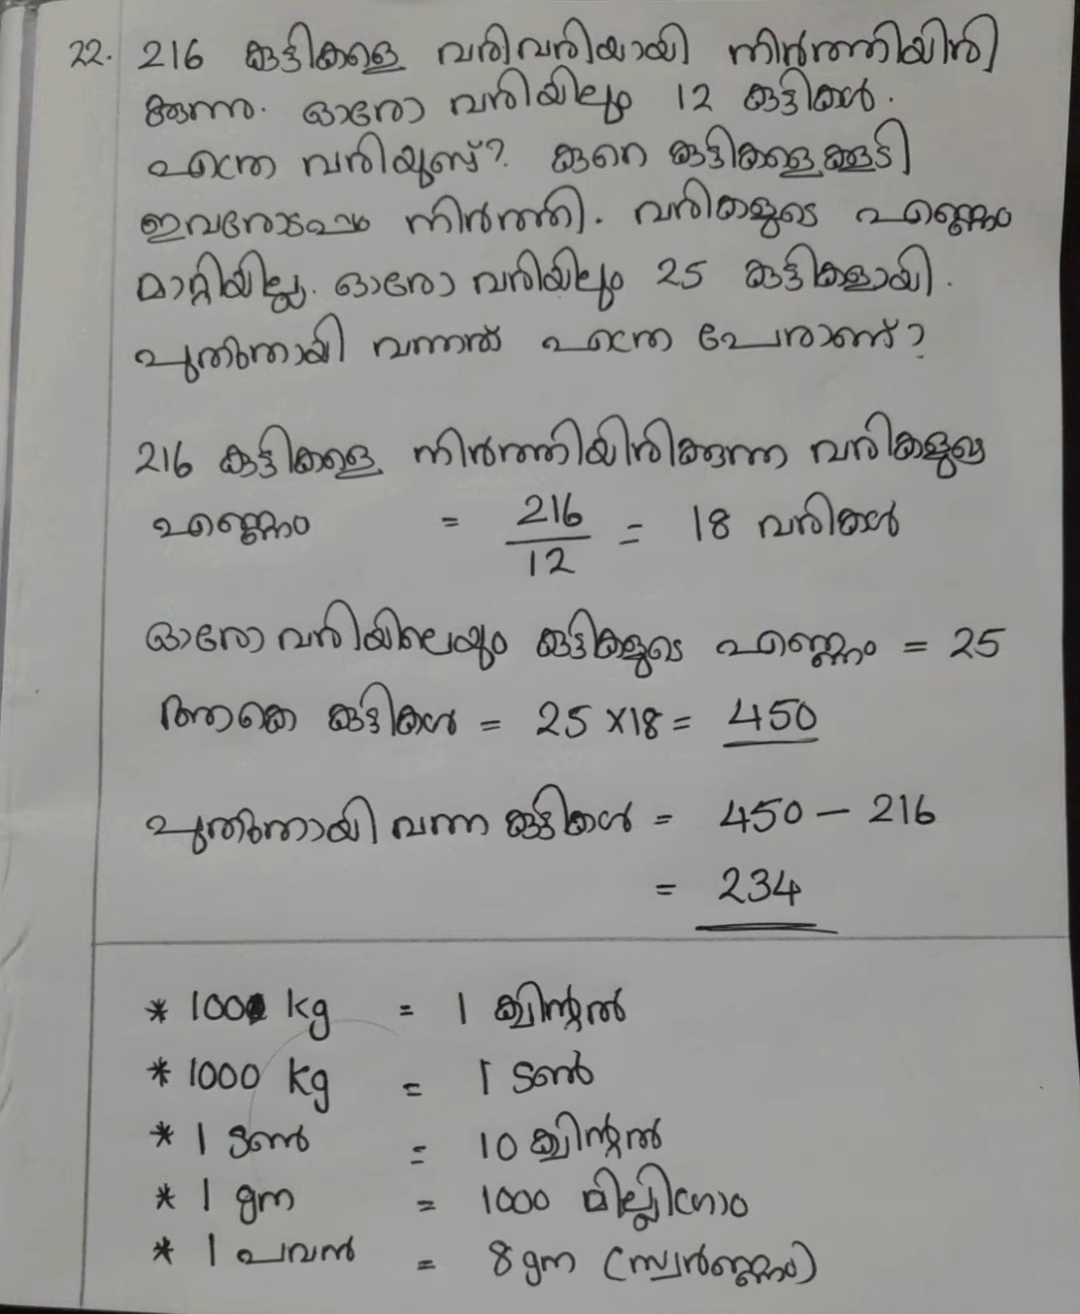 22. 216 കുട്ടികളെ വരിവരിയായി നിർത്തിയിരി
ക്കുന്നു. ഓരോ വരിയിലും 12 കുട്ടികൾ.
എത്ര വരിയുണ്ട്? കുറെ കുട്ടികളെക്കൂടി
ഇവരോടൊപ്പം നിർത്തി. വരികളുടെ എണ്ണം
മാറ്റിയില്ല. ഓരോ വരിയിലും 25 കുട്ടികളായി.
പുതുതായി വന്നത് എത്ര പേരാണ്?
216 കുട്ടികളെ നിർത്തിയിരിക്കുന്ന വരികളുടെ
എണ്ണം = 216/12 = 18 വരികൾ
ഓരോ വരിയിലെയും കുട്ടികളുടെ എണ്ണം = 25
ആകെ കുട്ടികൾ = 25 × 18 = 450
പുതുതായി വന്ന കുട്ടികൾ = 450 – 216
= 234
* 100 kg = 1 ക്വിന്റൽ
* 1000 kg = 1 ടൺ
* 1 ടൺ = 10 ക്വിന്റൽ
* 1 gm = 1000 മില്ലിഗ്രാം
* 1 പവൻ = 8 gm (സ്വർണ്ണം)